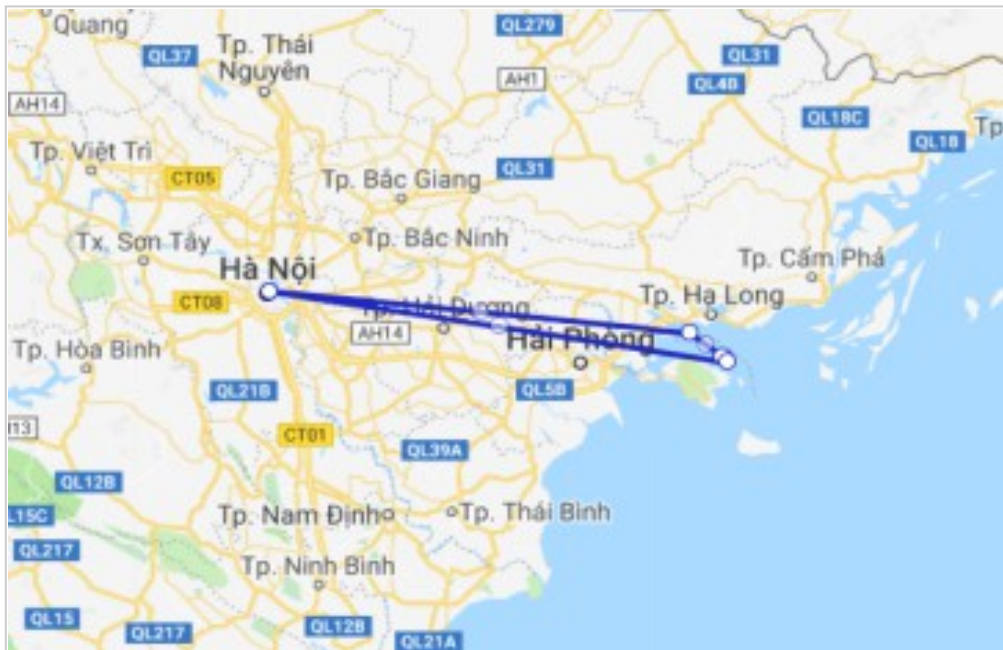 Quang
QL37
Tp. Thái
Nguyên
QL279
AH1
QL31
QL4B
AH14
QL18C
QL18
Tp. Việt Trì
CT05
Tp. Bắc Giang
QL31
Tx. Sơn Tây
Tp. Bắc Ninh
Tp. Cẩm Phả
Hà Nội
CT08
Tp. Hạ Long
Tp. Hải Dương
AH14
Hải Phòng
Tp. Hòa Bình
QL21B
QL5B
CT01
QL39A
QL12B
QL15C
Tp. Nam Định
Tp. Thái Bình
QL217
Tp. Ninh Bình
QL15
QL217
QL12B
QL21A